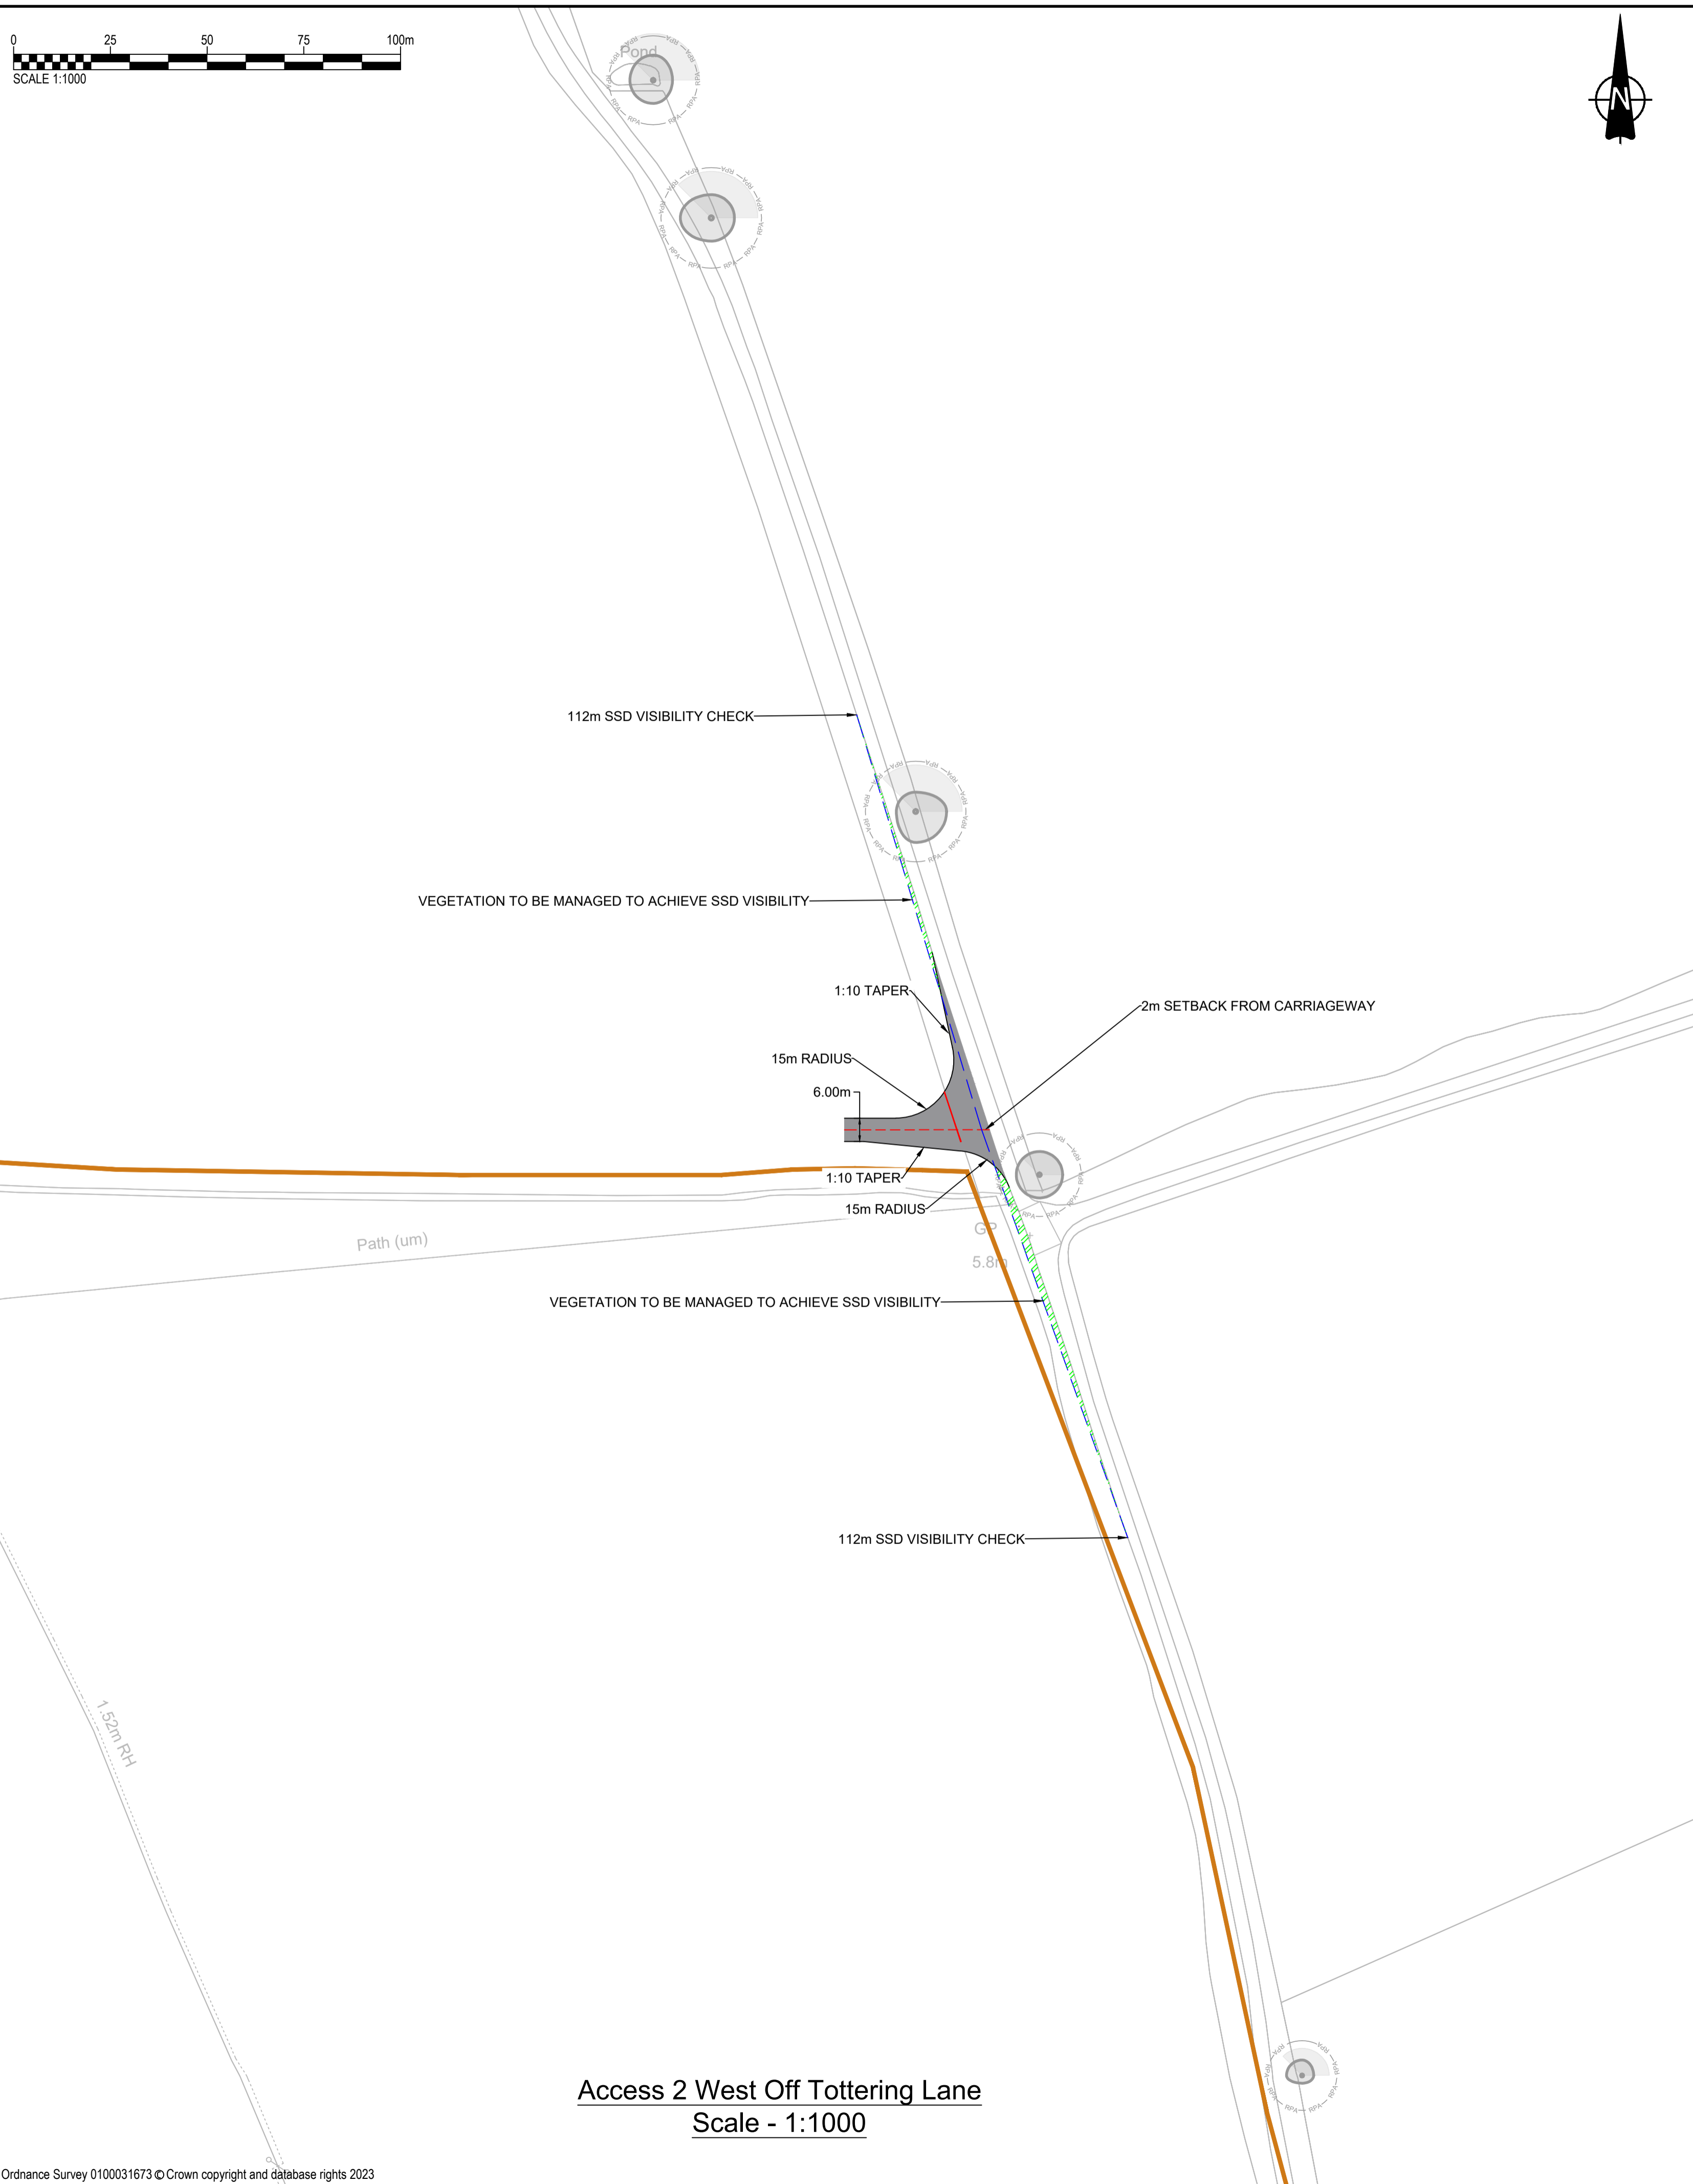 0 25 50 75 100m
SCALE 1:1000
N
Pond
RPA
112m SSD VISIBILITY CHECK
VEGETATION TO BE MANAGED TO ACHIEVE SSD VISIBILITY
1:10 TAPER
2m SETBACK FROM CARRIAGEWAY
15m RADIUS
6.00m
1:10 TAPER
15m RADIUS
GP
Path (um)
5.8m
VEGETATION TO BE MANAGED TO ACHIEVE SSD VISIBILITY
112m SSD VISIBILITY CHECK
1.52m RH
Access 2 West Off Tottering Lane
Scale - 1:1000
Ordnance Survey 0100031673 © Crown copyright and database rights 2023